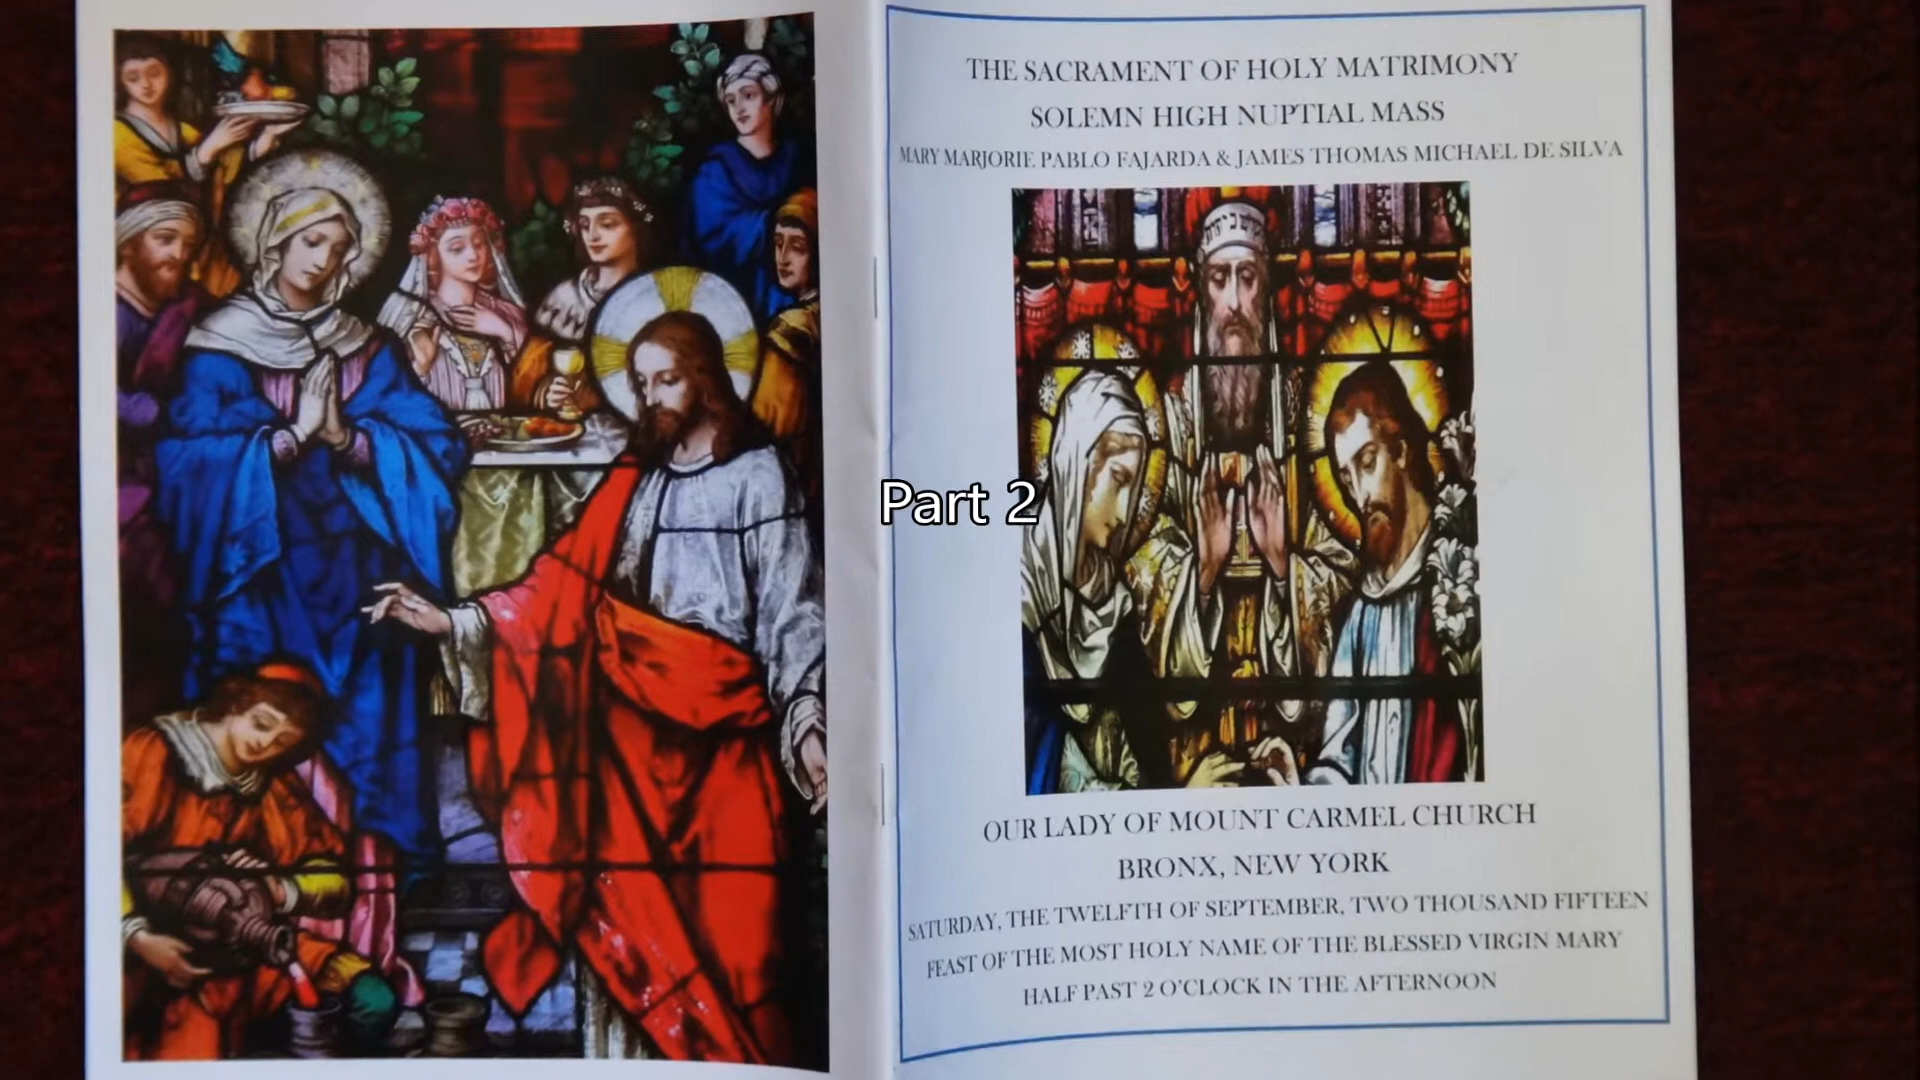 THE SACRAMENT OF HOLY MATRIMONY
SOLEMN HIGH NUPTIAL MASS
MARY MARJORIE PABLO FAJARDA & JAMES THOMAS MICHAEL DE SILVA
Part 2
OUR LADY OF MOUNT CARMEL CHURCH
BRONX, NEW YORK
SATURDAY, THE TWELFTH OF SEPTEMBER, TWO THOUSAND FIFTEEN
FEAST OF THE MOST HOLY NAME OF THE BLESSED VIRGIN MARY
HALF PAST 2 O'CLOCK IN THE AFTERNOON